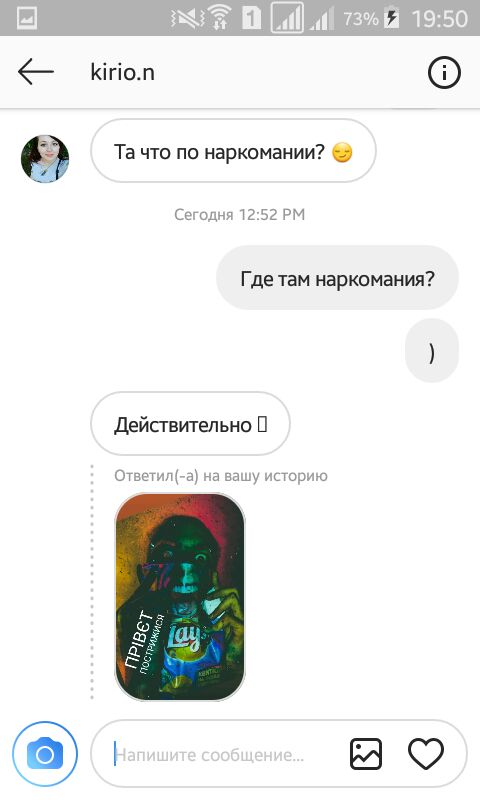 1
73%
19:50
kirio.n
Та что по наркомании? 😏
Сегодня 12:52 PM
Где там наркомания?
)
Действительно
Ответил(-а) на вашу историю
ПРІВЄТ
ПОСТРИЖИСЯ
Lay's
Напишите сообщение...